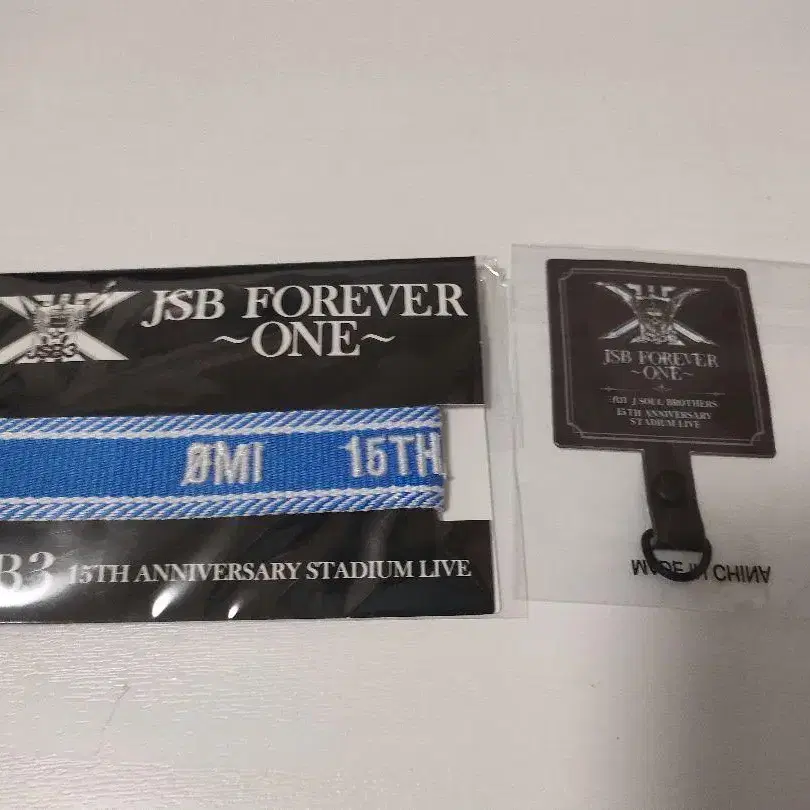 JSB3
JSB FOREVER
~ONE~
ØMI 15TH
B3 15TH ANNIVERSARY STADIUM LIVE
JSB FOREVER
~ONE~
J SOUL BROTHERS
15TH ANNIVERSARY
STADIUM LIVE
MADE IN CHINA